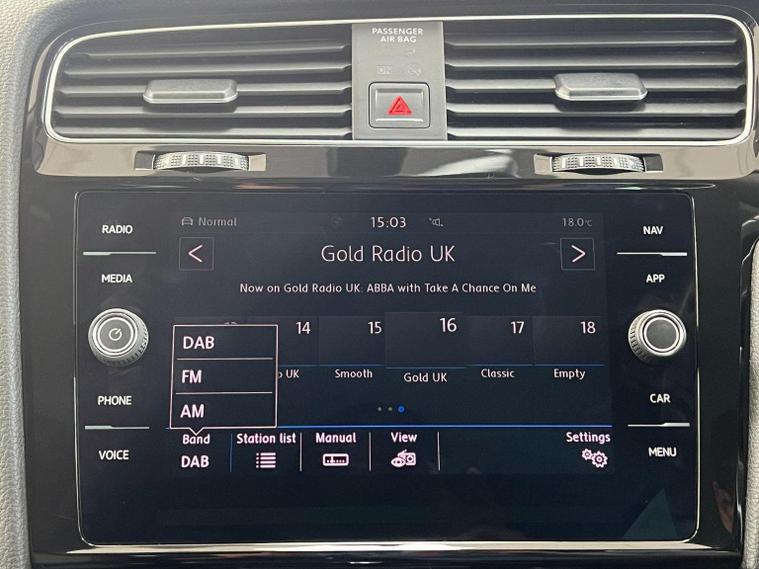 PASSENGER
AIR BAG
RADIO
MEDIA
PHONE
VOICE
NAV
APP
CAR
MENU
Normal
15:03
18.0°C
<
Gold Radio UK
>
Now on Gold Radio UK: ABBA with Take A Chance On Me
14
15
16
17
18
UK
Smooth
Gold UK
Classic
Empty
DAB
FM
AM
Band
DAB
Station list
Manual
View
Settings